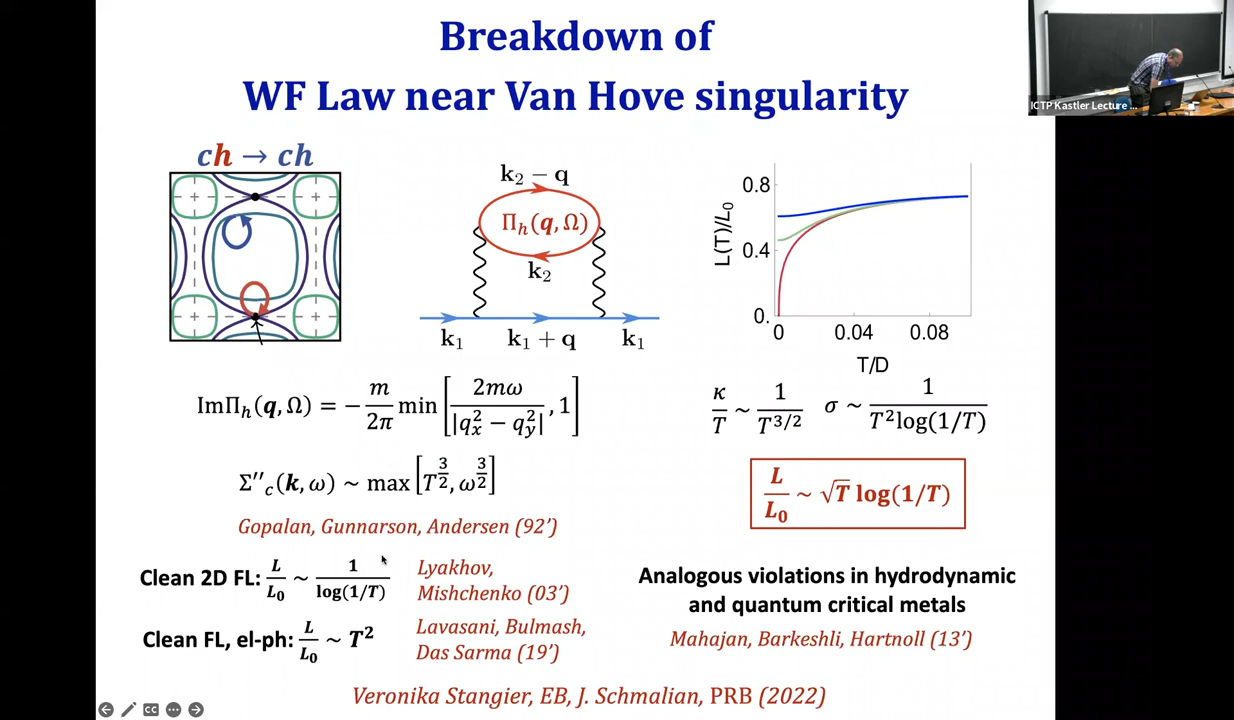 Breakdown of
WF Law near Van Hove singularity
ICTP Kastler Lecture ...
ch → ch
k₂ − q
Πₕ(q, Ω)
k₂
k₁
k₁ + q
k₁
L(T)/L₀
0.8
0.4
0.
0
0.04
0.08
T/D
ImΠₕ(q, Ω) = − m/2π min [2mω/|qₓ² − q_y²|, 1]
κ/T ~ 1/T^{3/2} σ ~ 1/T²log(1/T)
Σ′′_c(k, ω) ~ max [T^{3/2}, ω^{3/2}]
L/L₀ ~ √T log(1/T)
Gopalan, Gunnarson, Andersen (92’)
Clean 2D FL: L/L₀ ~ 1/log(1/T)
Lyakhov,
Mishchenko (03’)
Clean FL, el-ph: L/L₀ ~ T²
Lavasani, Bulmash,
Das Sarma (19’)
Analogous violations in hydrodynamic
and quantum critical metals
Mahajan, Barkeshli, Hartnoll (13’)
Veronika Stangier, EB, J. Schmalian, PRB (2022)
CC